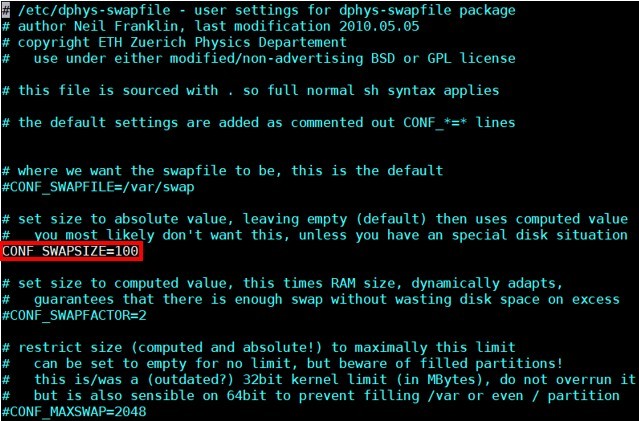 # /etc/dphys-swapfile - user settings for dphys-swapfile package
# author Neil Franklin, last modification 2010.05.05
# copyright ETH Zuerich Physics Departement
#   use under either modified/non-advertising BSD or GPL license
# this file is sourced with . so full normal sh syntax applies
# the default settings are added as commented out CONF_*=* lines
# where we want the swapfile to be, this is the default
#CONF_SWAPFILE=/var/swap
# set size to absolute value, leaving empty (default) then uses computed value
#   you most likely don't want this, unless you have an special disk situation
CONF_SWAPSIZE=100
# set size to computed value, this times RAM size, dynamically adapts,
#   guarantees that there is enough swap without wasting disk space on excess
#CONF_SWAPFACTOR=2
# restrict size (computed and absolute!) to maximally this limit
#   can be set to empty for no limit, but beware of filled partitions!
#   this is/was a (outdated?) 32bit kernel limit (in MBytes), do not overrun it
#   but is also sensible on 64bit to prevent filling /var or even / partition
#CONF_MAXSWAP=2048